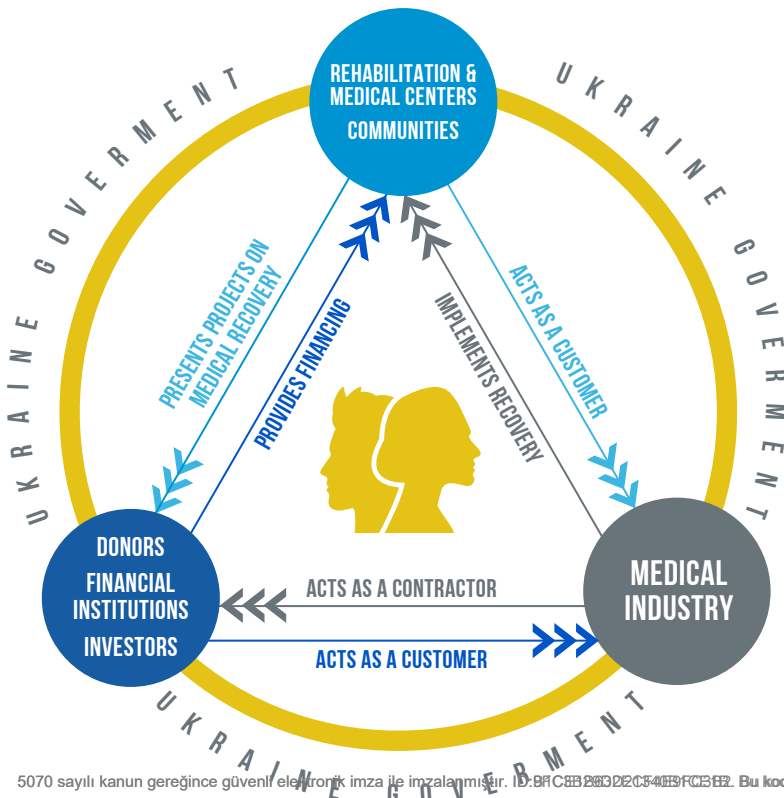 UKRAINE GOVERMENT
UKRAINE GOVERMENT
REHABILITATION &
MEDICAL CENTERS
COMMUNITIES
PRESENTS PROJECTS ON
MEDICAL RECOVERY
PROVIDES FINANCING
IMPLEMENTS RECOVERY
ACTS AS A CUSTOMER
DONORS
FINANCIAL
INSTITUTIONS
INVESTORS
ACTS AS A CONTRACTOR
ACTS AS A CUSTOMER
MEDICAL
INDUSTRY
UKRAINE GOVERMENT
5070 sayılı kanun gereğince güvenli elektronik imza ile imzalanmıştır. Bu